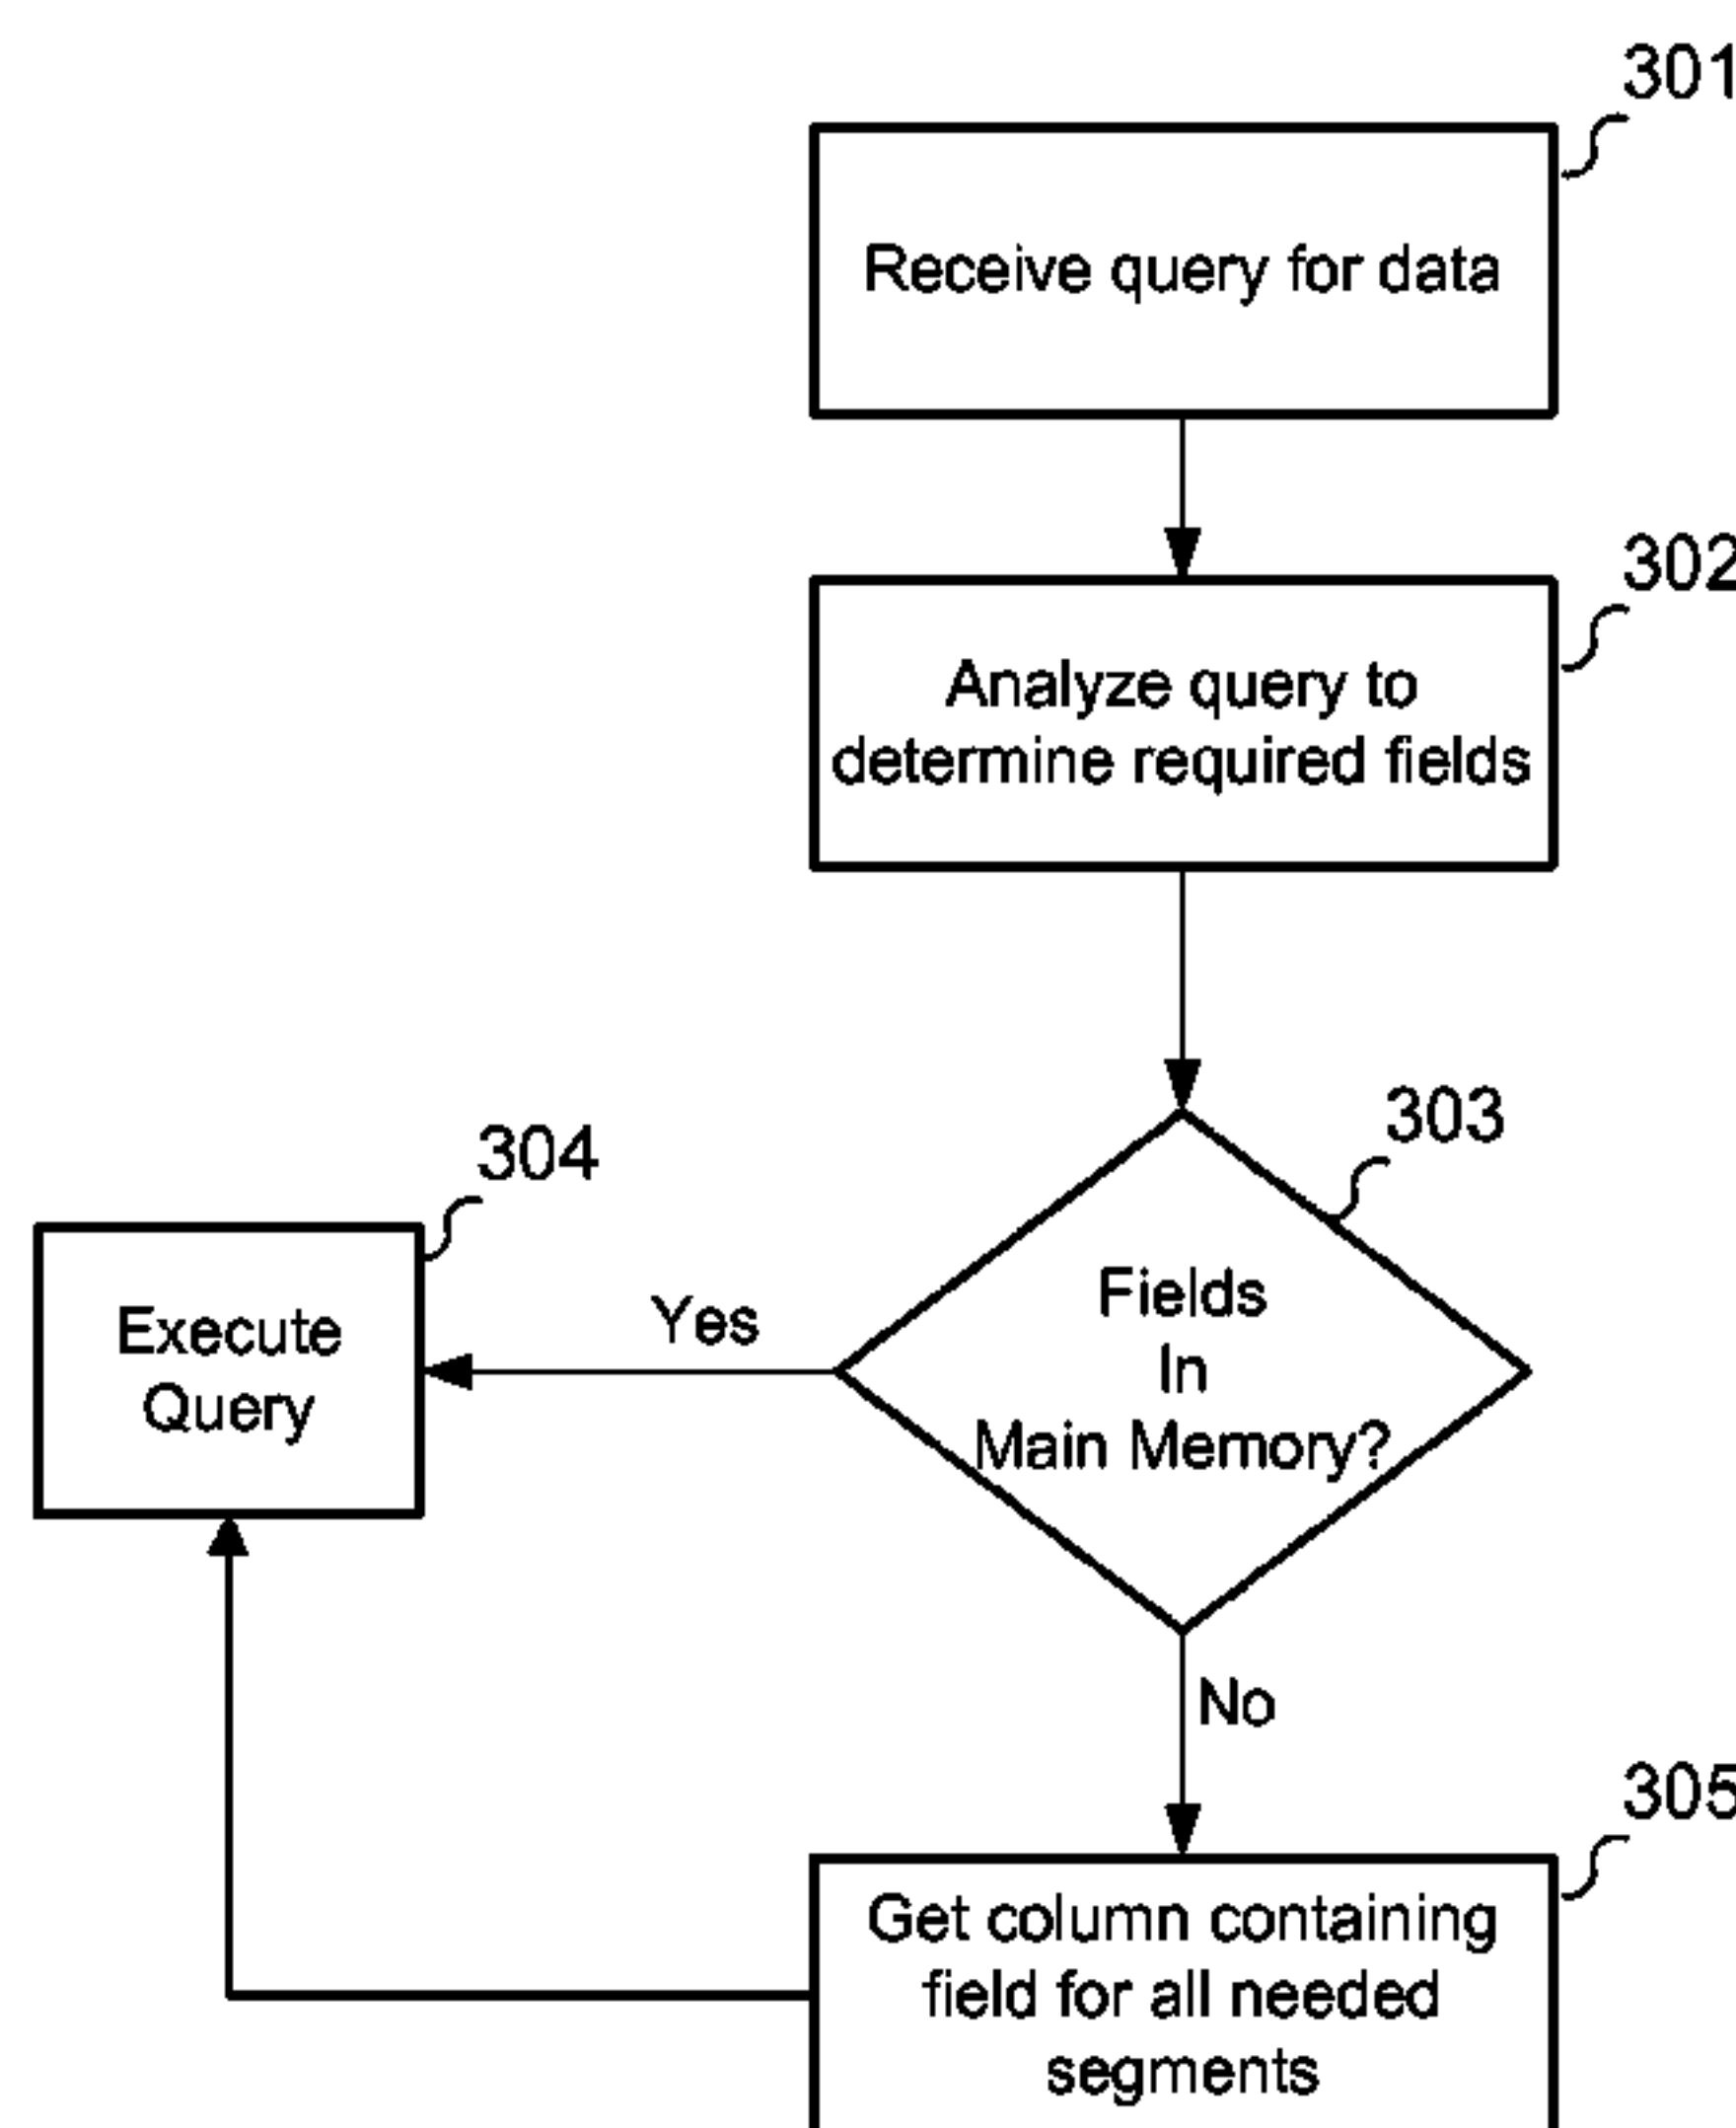 301
Receive query for data
302
Analyze query to
determine required fields
303
Fields
In
Main Memory?
304
Execute
Query
Yes
No
305
Get column containing
field for all needed
segments